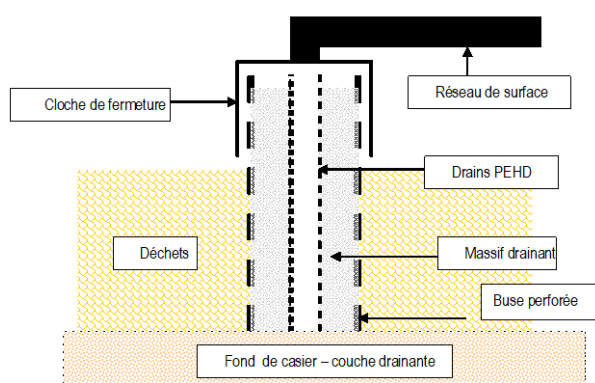 Réseau de surface
Cloche de fermeture
Drains PEHD
Déchets
Massif drainant
Buse perforée
Fond de casier – couche drainante